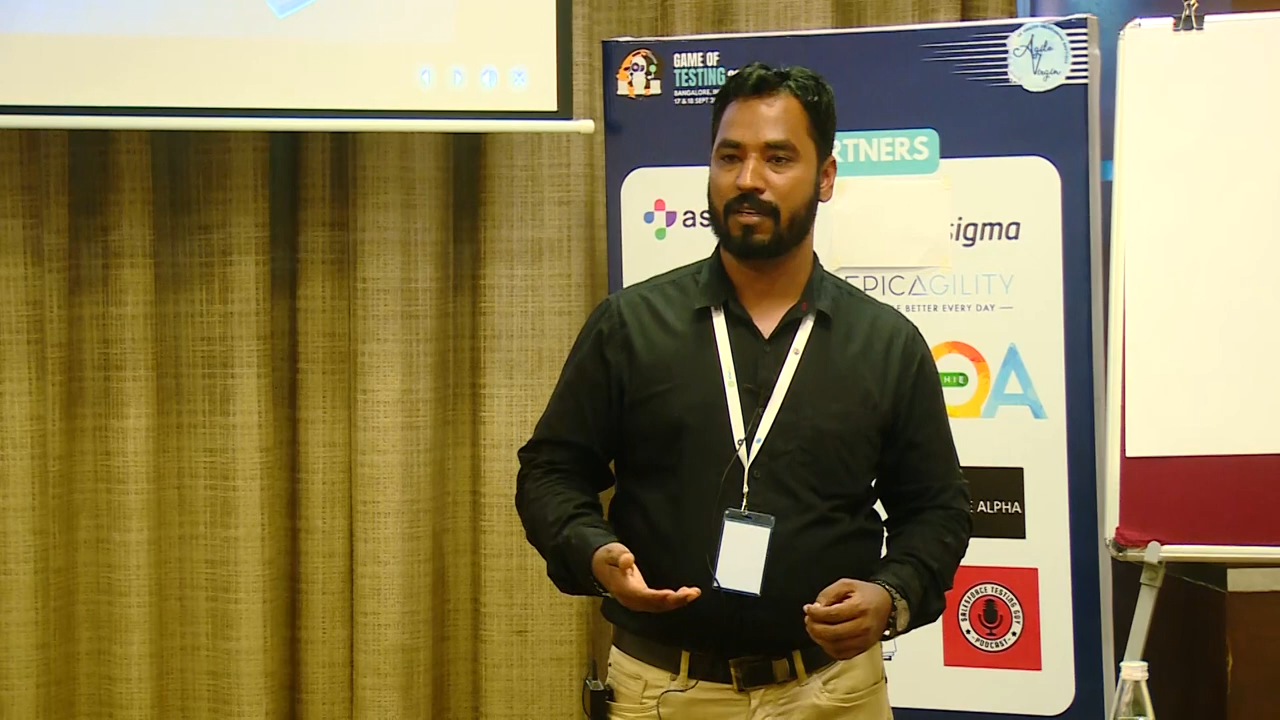 GAME OF
TESTING
BANGALORE,
17 & 18 SEPT
Agile
Virgin
RTNERS
as
sigma
EPICAGILITY
BETTER EVERY DAY
HIE
QA
E ALPHA
SALESFORCE TESTING GUY
PODCAST